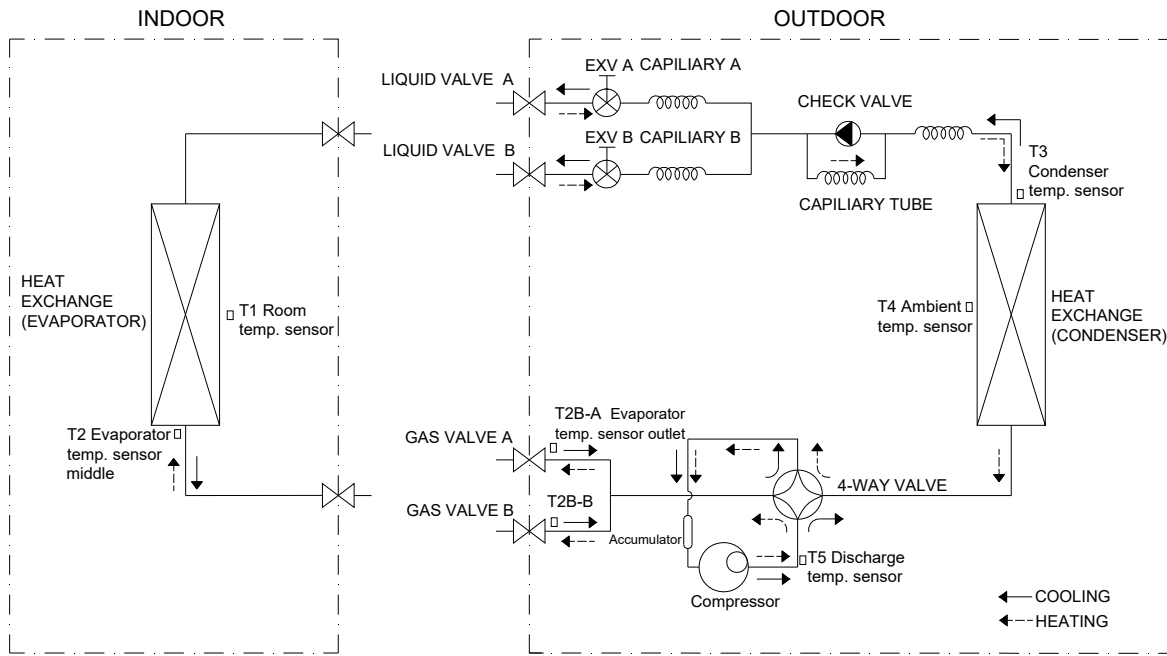 INDOOR
OUTDOOR
LIQUID VALVE A
EXV A CAPILIARY A
CHECK VALVE
LIQUID VALVE B
EXV B CAPILIARY B
T3
Condenser
temp. sensor
CAPILIARY TUBE
HEAT
EXCHANGE
(EVAPORATOR)
T1 Room
temp. sensor
T4 Ambient
temp. sensor
HEAT
EXCHANGE
(CONDENSER)
T2 Evaporator
temp. sensor
middle
GAS VALVE A
T2B-A Evaporator
temp. sensor outlet
4-WAY VALVE
GAS VALVE B
T2B-B
Accumulator
T5 Discharge
temp. sensor
Compressor
COOLING
HEATING